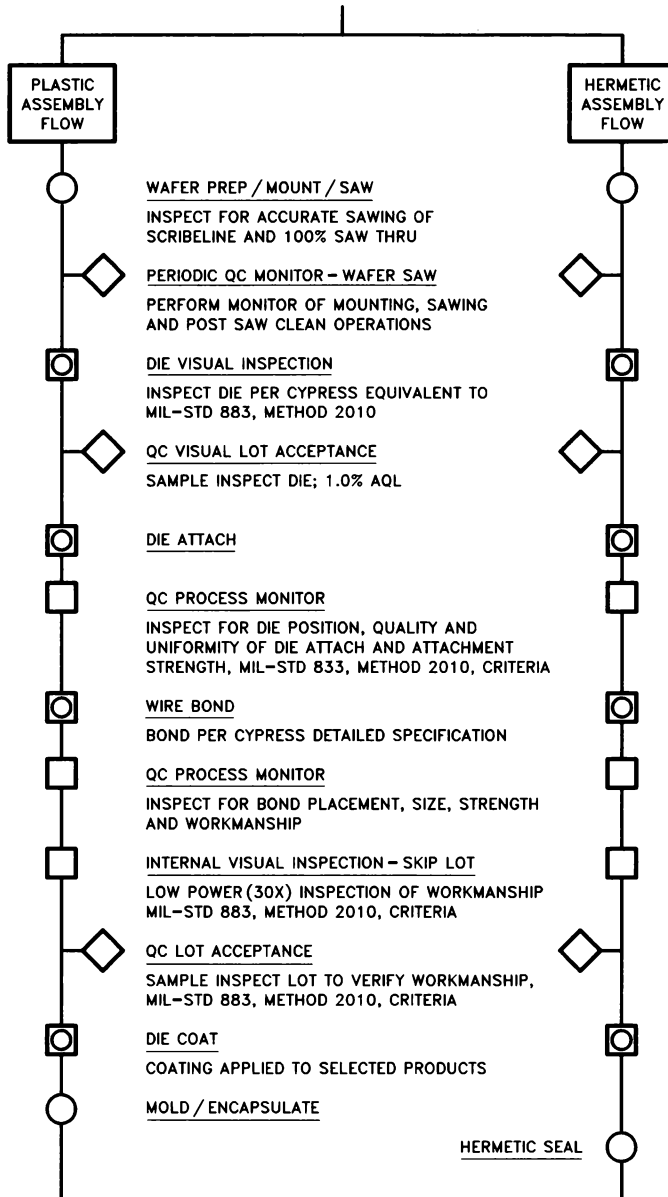 PLASTIC
ASSEMBLY
FLOW
HERMETIC
ASSEMBLY
FLOW
WAFER PREP / MOUNT / SAW
INSPECT FOR ACCURATE SAWING OF
SCRIBELINE AND 100% SAW THRU
PERIODIC QC MONITOR – WAFER SAW
PERFORM MONITOR OF MOUNTING, SAWING
AND POST SAW CLEAN OPERATIONS
DIE VISUAL INSPECTION
INSPECT DIE PER CYPRESS EQUIVALENT TO
MIL–STD 883, METHOD 2010
QC VISUAL LOT ACCEPTANCE
SAMPLE INSPECT DIE; 1.0% AQL
DIE ATTACH
QC PROCESS MONITOR
INSPECT FOR DIE POSITION, QUALITY AND
UNIFORMITY OF DIE ATTACH AND ATTACHMENT
STRENGTH, MIL–STD 833, METHOD 2010, CRITERIA
WIRE BOND
BOND PER CYPRESS DETAILED SPECIFICATION
QC PROCESS MONITOR
INSPECT FOR BOND PLACEMENT, SIZE, STRENGTH
AND WORKMANSHIP
INTERNAL VISUAL INSPECTION – SKIP LOT
LOW POWER (30X) INSPECTION OF WORKMANSHIP
MIL–STD 883, METHOD 2010, CRITERIA
QC LOT ACCEPTANCE
SAMPLE INSPECT LOT TO VERIFY WORKMANSHIP,
MIL–STD 883, METHOD 2010, CRITERIA
DIE COAT
COATING APPLIED TO SELECTED PRODUCTS
MOLD / ENCAPSULATE
HERMETIC SEAL